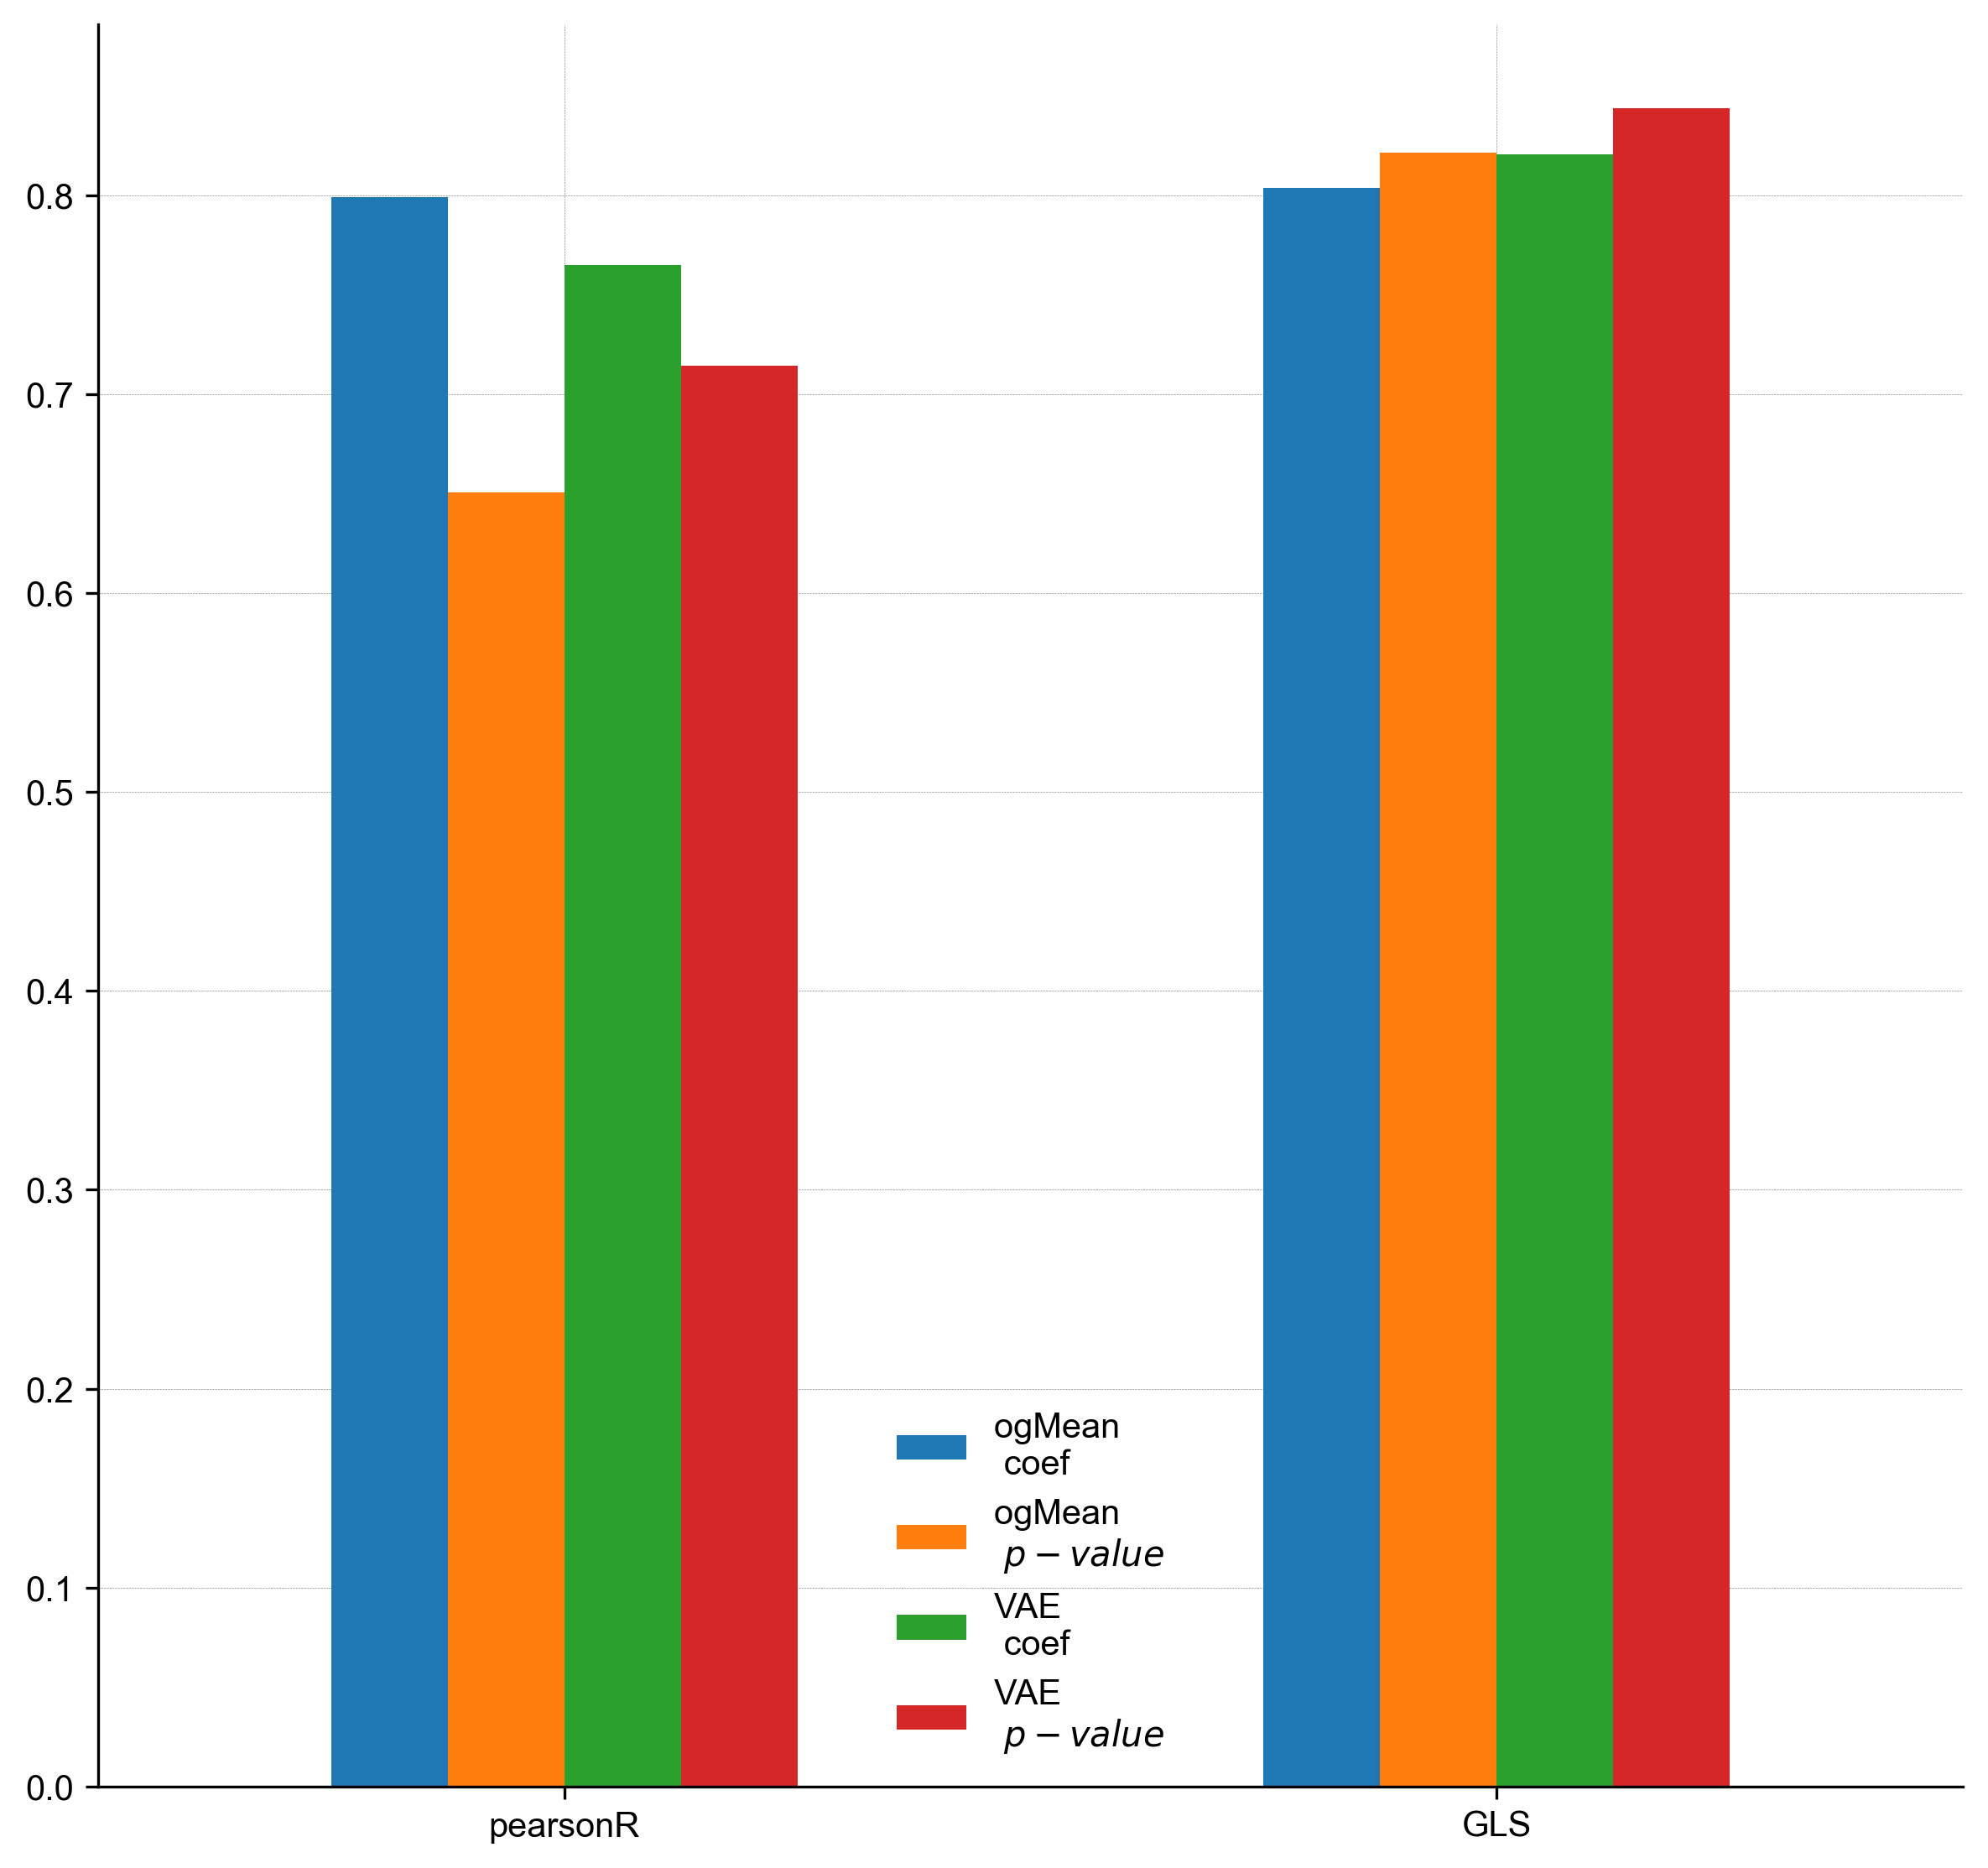 0.8
0.7
0.6
0.5
0.4
0.3
0.2
0.1
0.0
ogMean
coef
ogMean
p − value
VAE
coef
VAE
p − value
pearsonR
GLS